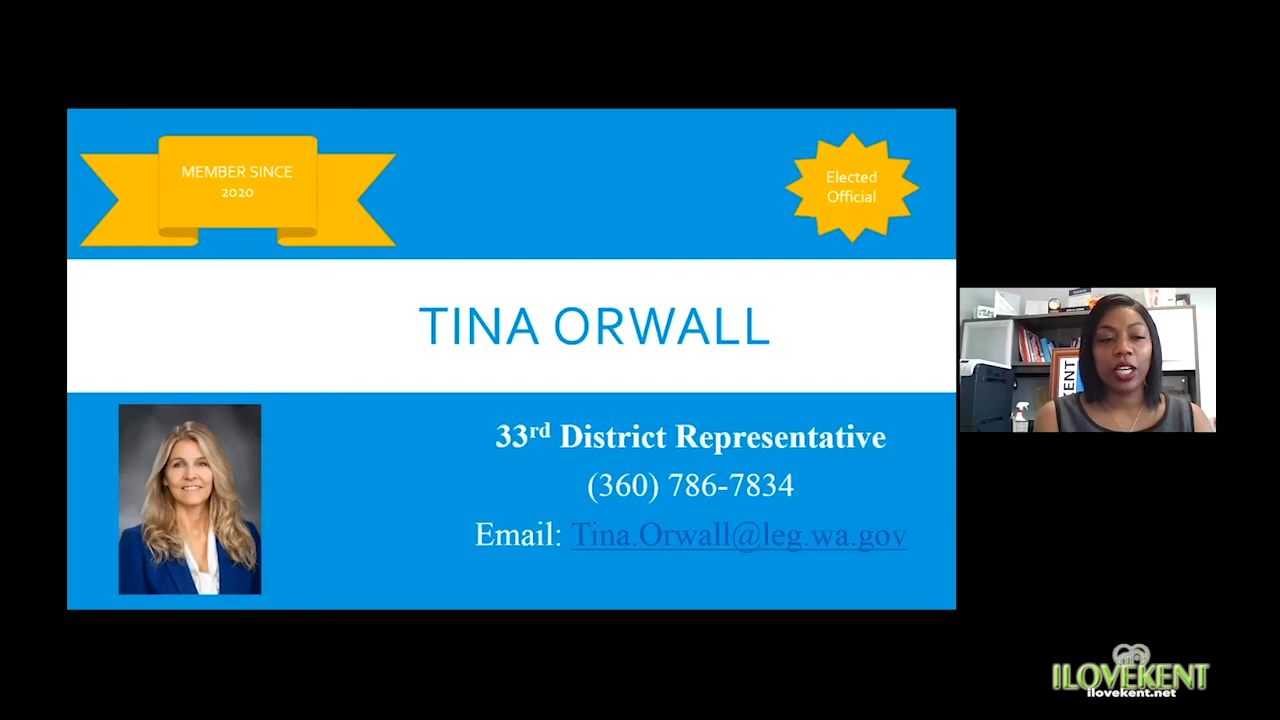 MEMBER SINCE
2020
Elected
Official
TINA ORWALL
33rd District Representative
(360) 786-7834
Email: Tina.Orwall@leg.wa.gov
KENT
ILOVEKENT
ilovekent.net